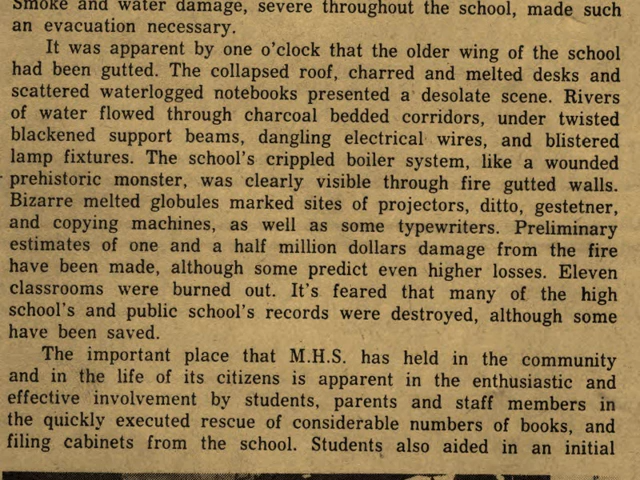 Smoke and water damage, severe throughout the school, made such
an evacuation necessary.
It was apparent by one o'clock that the older wing of the school
had been gutted. The collapsed roof, charred and melted desks and
scattered waterlogged notebooks presented a desolate scene. Rivers
of water flowed through charcoal bedded corridors, under twisted
blackened support beams, dangling electrical wires, and blistered
lamp fixtures. The school's crippled boiler system, like a wounded
prehistoric monster, was clearly visible through fire gutted walls.
Bizarre melted globules marked sites of projectors, ditto, gestetner,
and copying machines, as well as some typewriters. Preliminary
estimates of one and a half million dollars damage from the fire
have been made, although some predict even higher losses. Eleven
classrooms were burned out. It's feared that many of the high
school's and public school's records were destroyed, although some
have been saved.
The important place that M.H.S. has held in the community
and in the life of its citizens is apparent in the enthusiastic and
effective involvement by students, parents and staff members in
the quickly executed rescue of considerable numbers of books, and
filing cabinets from the school. Students also aided in an initial